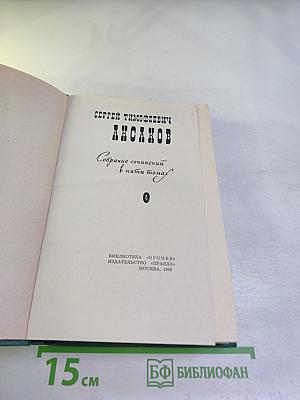 СЕРГЕЙ ТИМОФЕЕВИЧ
АКСАКОВ
Собрание сочинений
в пяти томах
БИБЛИОТЕКА «ОГОНЕК»
ИЗДАТЕЛЬСТВО «ПРАВДА»
МОСКВА, 1966
15 см
БФ БИБЛИОФАН